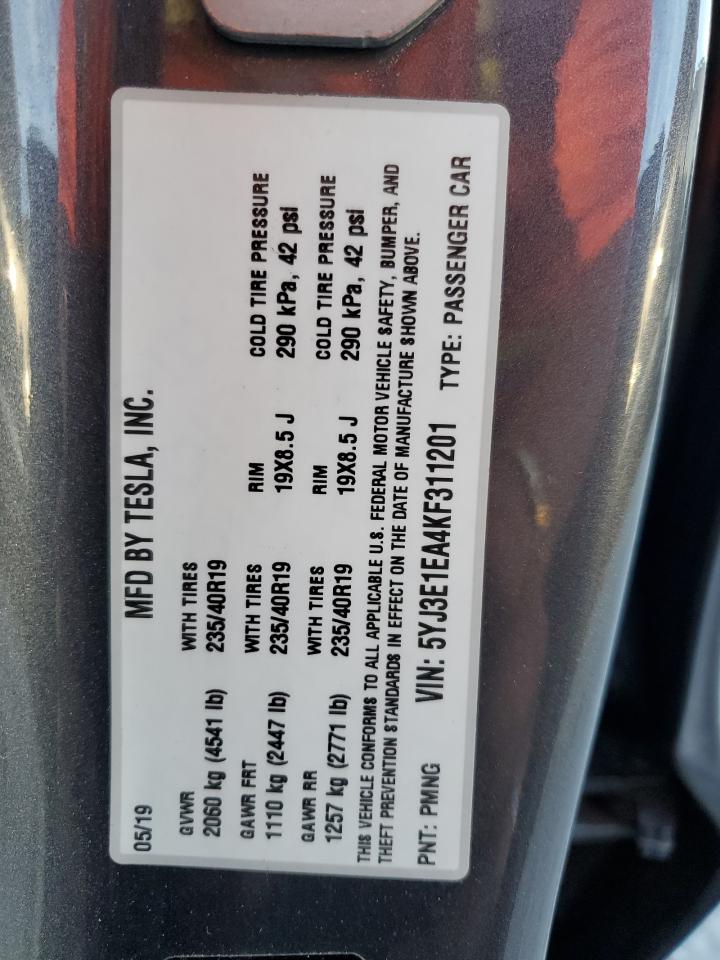 MFD BY TESLA, INC.
05/19
GVWR WITH TIRES
2060 kg (4541 lb) 235/40R19
GAWR FRT WITH TIRES RIM COLD TIRE PRESSURE
1110 kg (2447 lb) 235/40R19 19X8.5 J 290 kPa, 42 psi
GAWR RR WITH TIRES RIM COLD TIRE PRESSURE
1257 kg (2771 lb) 235/40R19 19X8.5 J 290 kPa, 42 psi
THIS VEHICLE CONFORMS TO ALL APPLICABLE U.S. FEDERAL MOTOR VEHICLE SAFETY, BUMPER, AND
THEFT PREVENTION STANDARDS IN EFFECT ON THE DATE OF MANUFACTURE SHOWN ABOVE.
PNT: PMNG VIN: 5YJ3E1EA4KF311201 TYPE: PASSENGER CAR